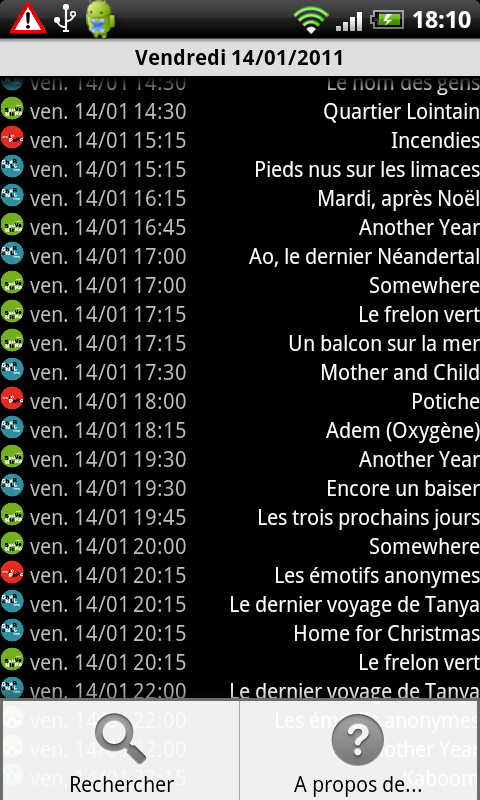 18:10
Vendredi 14/01/2011
ven. 14/01 14:30 Le nom des gens
ven. 14/01 14:30 Quartier Lointain
ven. 14/01 15:15 Incendies
ven. 14/01 15:15 Pieds nus sur les limaces
ven. 14/01 16:15 Mardi, après Noël
ven. 14/01 16:45 Another Year
ven. 14/01 17:00 Ao, le dernier Néandertal
ven. 14/01 17:00 Somewhere
ven. 14/01 17:15 Le frelon vert
ven. 14/01 17:15 Un balcon sur la mer
ven. 14/01 17:30 Mother and Child
ven. 14/01 18:00 Potiche
ven. 14/01 18:15 Adem (Oxygène)
ven. 14/01 19:30 Another Year
ven. 14/01 19:30 Encore un baiser
ven. 14/01 19:45 Les trois prochains jours
ven. 14/01 20:00 Somewhere
ven. 14/01 20:15 Les émotifs anonymes
ven. 14/01 20:15 Le dernier voyage de Tanya
ven. 14/01 20:15 Home for Christmas
ven. 14/01 20:15 Le frelon vert
ven. 14/01 22:00 Le dernier voyage de Tanya
ven. 14/01 22:00 Les émotifs anonymes
ven. 14/01 22:00 Another Year
ven. 14/01 22:15 Kaboom
Rechercher
A propos de...